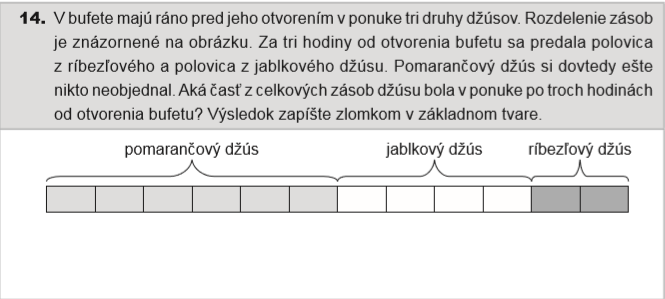 14. V bufete majú ráno pred jeho otvorením v ponuke tri druhy džúsov. Rozdelenie zásob
je znázornené na obrázku. Za tri hodiny od otvorenia bufetu sa predala polovica
z ríbezľového a polovica z jablkového džúsu. Pomarančový džús si dovtedy ešte
nikto neobjednal. Aká časť z celkových zásob džúsu bola v ponuke po troch hodinách
od otvorenia bufetu? Výsledok zapíšte zlomkom v základnom tvare.
pomarančový džús jablkový džús ríbezľový džús